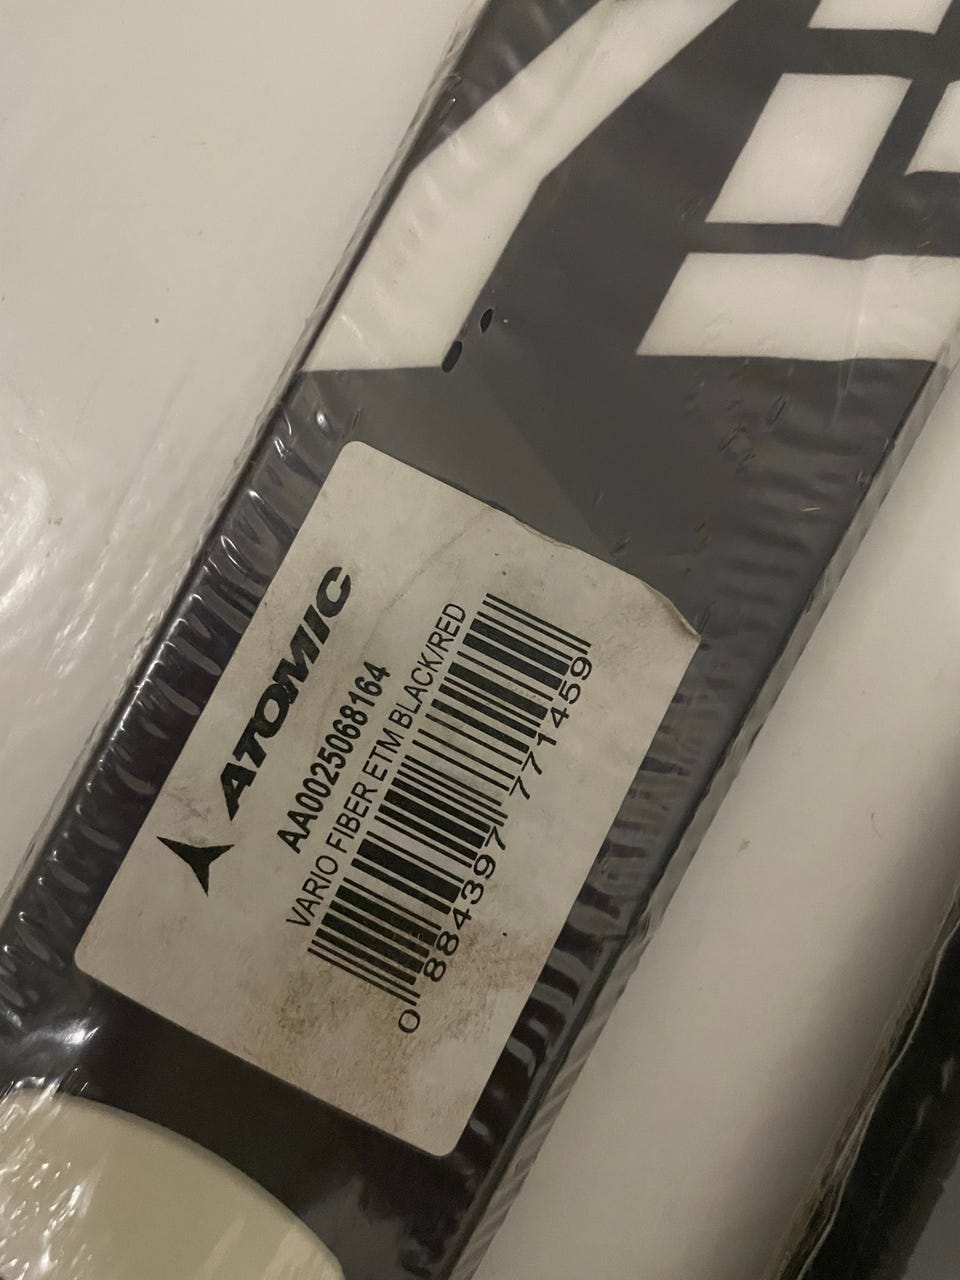 ATOMIC
AA0025068164
VARIO FIBER ETM BLACK/RED
0 884397 771459